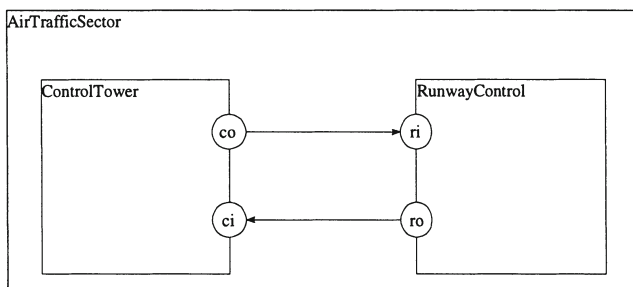 AirTrafficSector
ControlTower
RunwayControl
co
ri
ci
ro